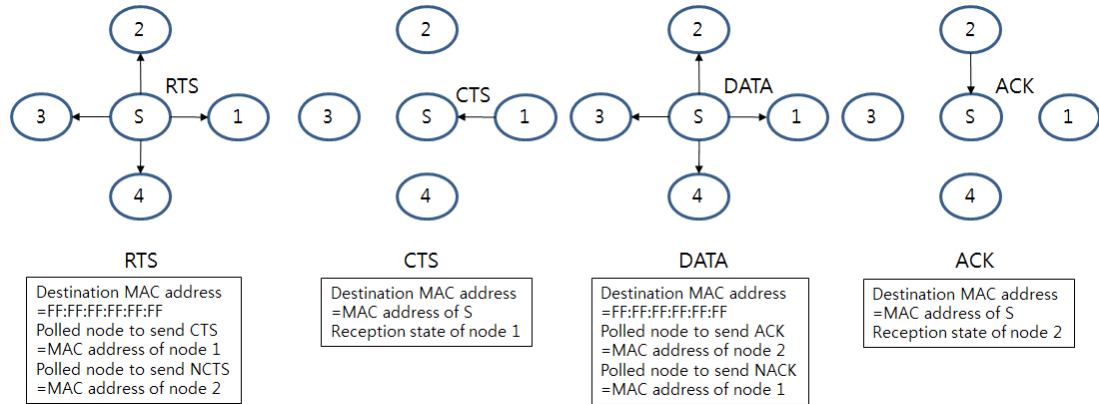 2
RTS
3
S
1
4
RTS
Destination MAC address
=FF:FF:FF:FF:FF:FF
Polled node to send CTS
=MAC address of node 1
Polled node to send NCTS
=MAC address of node 2
2
CTS
3
S
1
4
CTS
Destination MAC address
=MAC address of S
Reception state of node 1
2
DATA
3
S
1
4
DATA
Destination MAC address
=FF:FF:FF:FF:FF:FF
Polled node to send ACK
=MAC address of node 2
Polled node to send NACK
=MAC address of node 1
2
ACK
3
S
1
4
ACK
Destination MAC address
=MAC address of S
Reception state of node 2